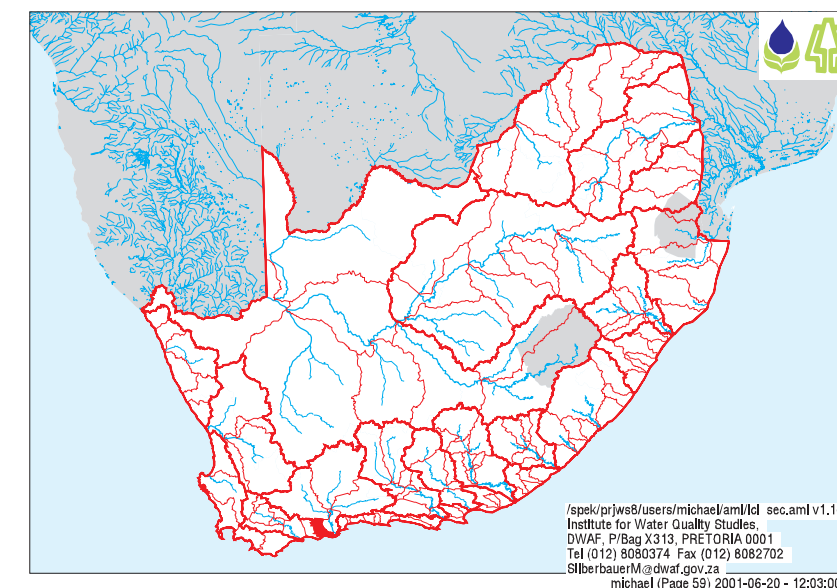 /spek/prjws8/users/michael/aml/lcl sec.aml v1.1
Institute for Water Quality Studies,
DWAF, P/Bag X313, PRETORIA 0001
Tel (012) 8080374 Fax (012) 8082702
SilberbauerM@dwaf.gov.za
michael (Page 59) 2001-06-20 - 12:03:00